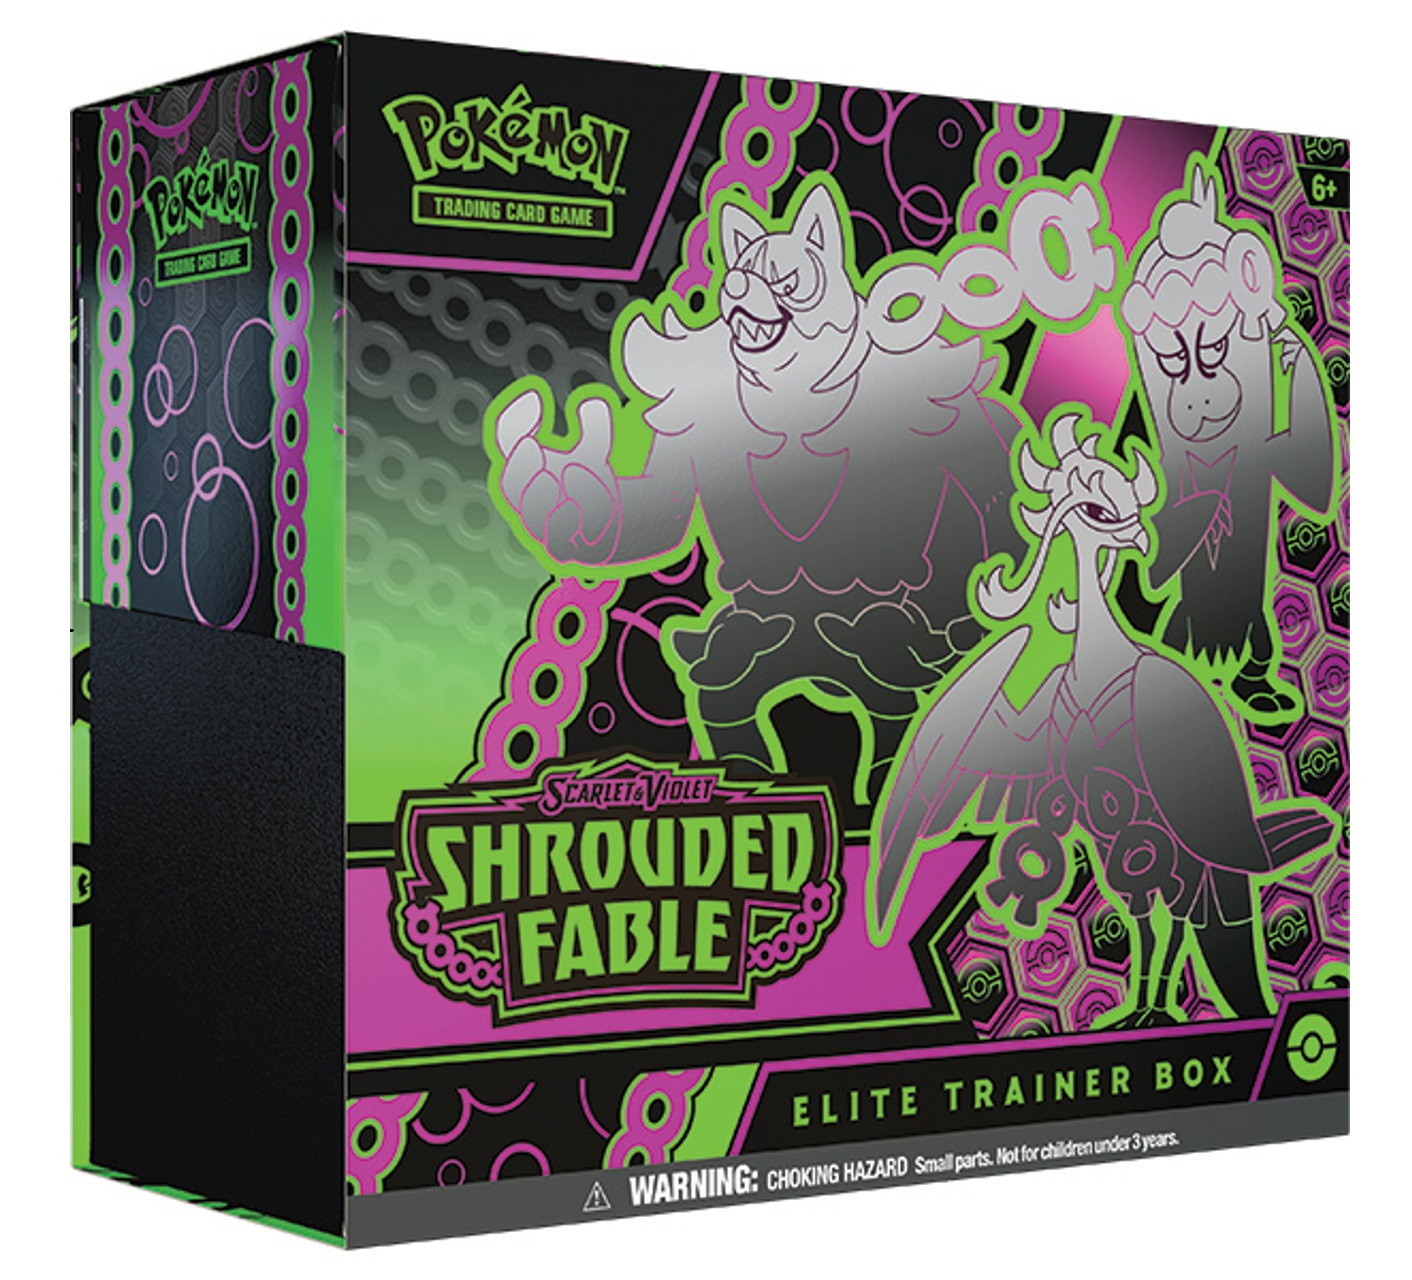 POKéMON
TRADING CARD GAME
POKéMON™
TRADING CARD GAME
6+
SCARLET & VIOLET
SHROUDED
FABLE
ELITE TRAINER BOX
WARNING: CHOKING HAZARD Small parts. Not for children under 3 years.